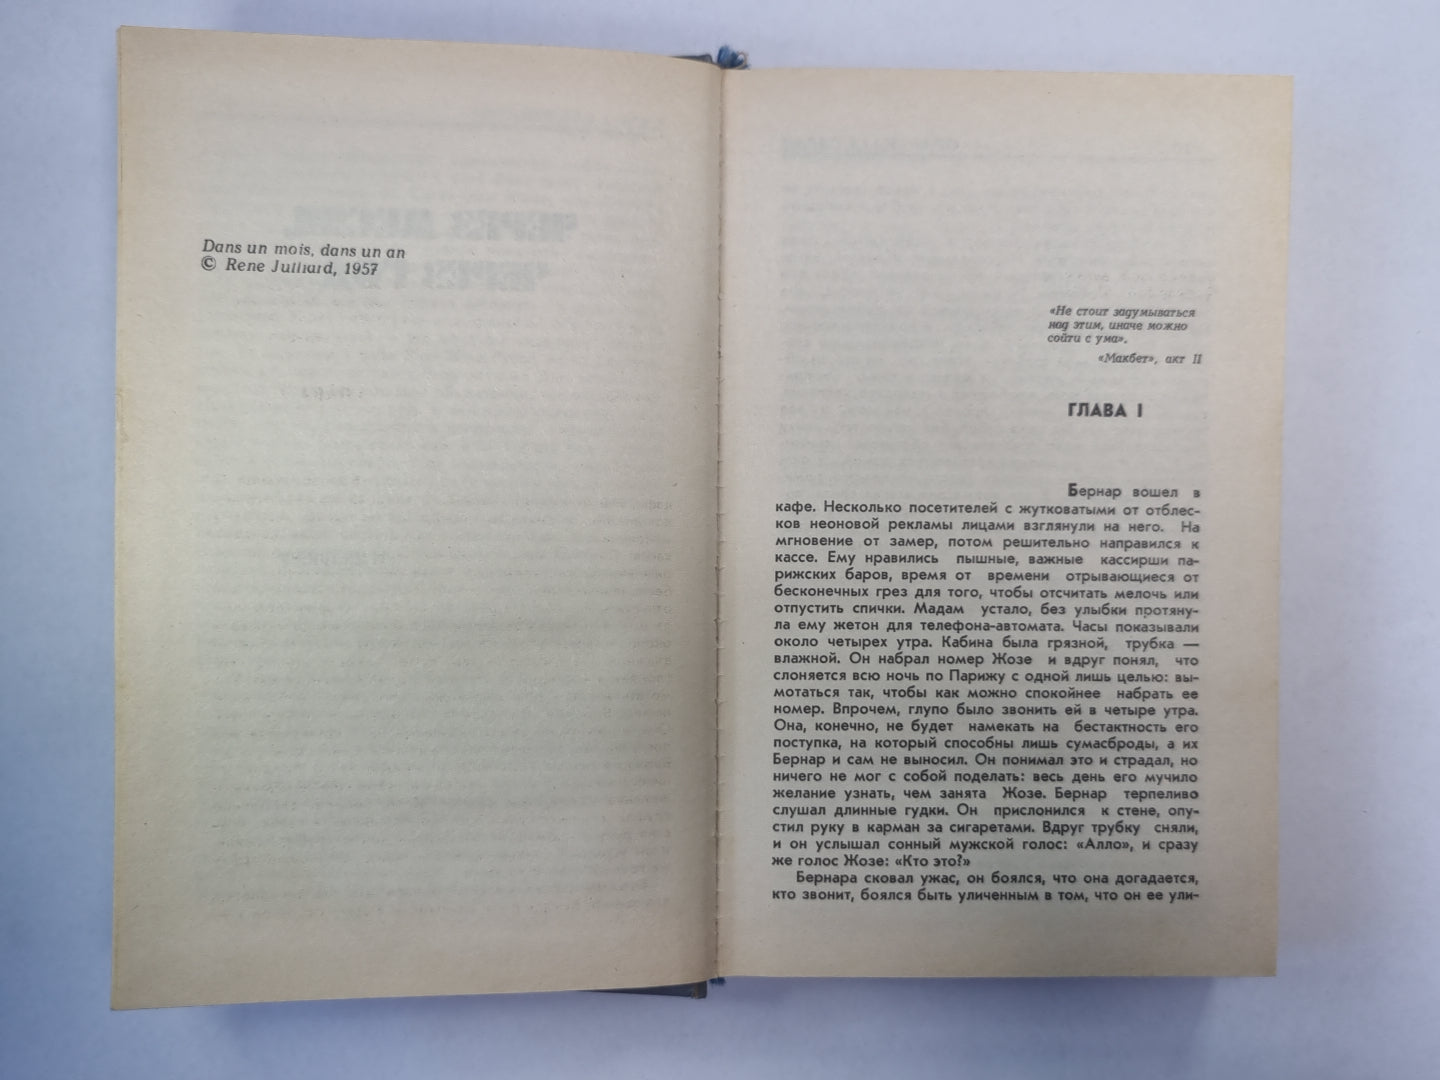 Dans un mois, dans un an
© Rene Julliard, 1957
«Не стоит задумываться
над этим, иначе можно
сойти с ума».
«Макбет», акт II
ГЛАВА I
Бернар вошел в
кафе. Несколько посетителей с жутковатыми от отблес-
ков неоновой рекламы лицами взглянули на него. На
мгновение он замер, потом решительно направился к
кассе. Ему нравились пышные, важные кассирши па-
рижских баров, время от времени отрывающиеся от
бесконечных грез для того, чтобы отсчитать мелочь или
отпустить спички. Мадам устало, без улыбки протяну-
ла ему жетон для телефона-автомата. Часы показывали
около четырех утра. Кабина была грязной, трубка —
влажной. Он набрал номер Жозе и вдруг понял, что
слоняется всю ночь по Парижу с одной лишь целью: вы-
мотаться так, чтобы как можно спокойнее набрать ее
номер. Впрочем, глупо было звонить ей в четыре утра.
Она, конечно, не будет намекать на бестактность его
поступка, на который способны лишь сумасброды, а их
Бернар и сам не выносил. Он понимал это и страдал, но
ничего не мог с собой поделать: весь день его мучило
желание узнать, чем занята Жозе. Бернар терпеливо
слушал длинные гудки. Он прислонился к стене, опу-
стил руку в карман за сигаретами. Вдруг трубку сняли,
и он услышал сонный мужской голос: «Алло», и сразу
же голос Жозе: «Кто это?»
Бернара сковал ужас, он боялся, что она догадается,
кто звонит, боялся быть уличенным в том, что он ее ули-